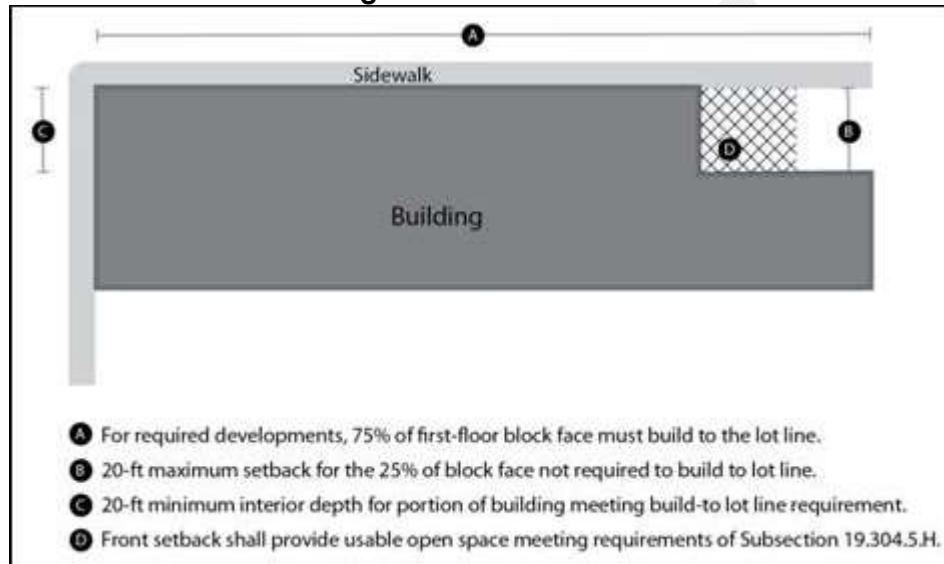 A
Sidewalk
C
B
D
Building
A For required developments, 75% of first-floor block face must build to the lot line.
B 20-ft maximum setback for the 25% of block face not required to build to lot line.
C 20-ft minimum interior depth for portion of building meeting build-to lot line requirement.
D Front setback shall provide usable open space meeting requirements of Subsection 19.304.5.H.